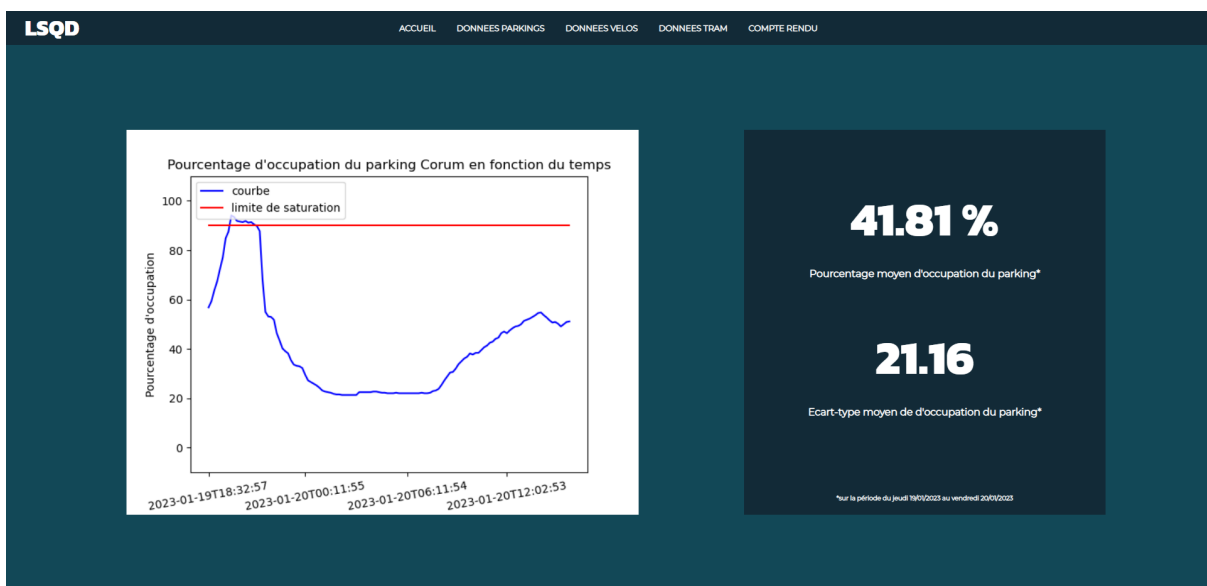 LSQD
ACCUEIL DONNEES PARKINGS DONNEES VELOS DONNEES TRAM COMPTE RENDU
Pourcentage d'occupation du parking Corum en fonction du temps
courbe
limite de saturation
100
80
60
40
20
0
Pourcentage d'occupation
2023-01-19T18:32:57
2023-01-20T00:11:55
2023-01-20T06:11:54
2023-01-20T12:02:53
41.81 %
Pourcentage moyen d'occupation du parking*
21.16
Ecart-type moyen de d'occupation du parking*
*sur la période du jeudi 19/01/2023 au vendredi 20/01/2023